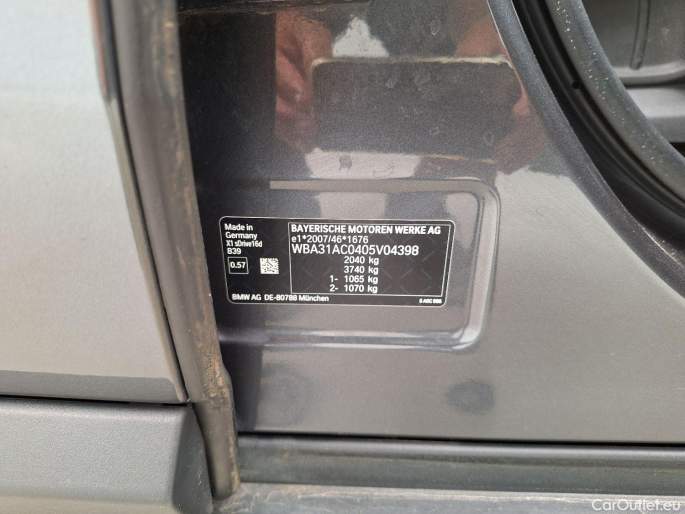 Made in
Germany
X1 sDrive16d
B39
0.57
BAYERISCHE MOTOREN WERKE AG
e1*2007/46*1676
WBA31AC0405V04398
2040 kg
3740 kg
1- 1065 kg
2- 1070 kg
BMW AG DE-80788 München
CarOutlet.eu